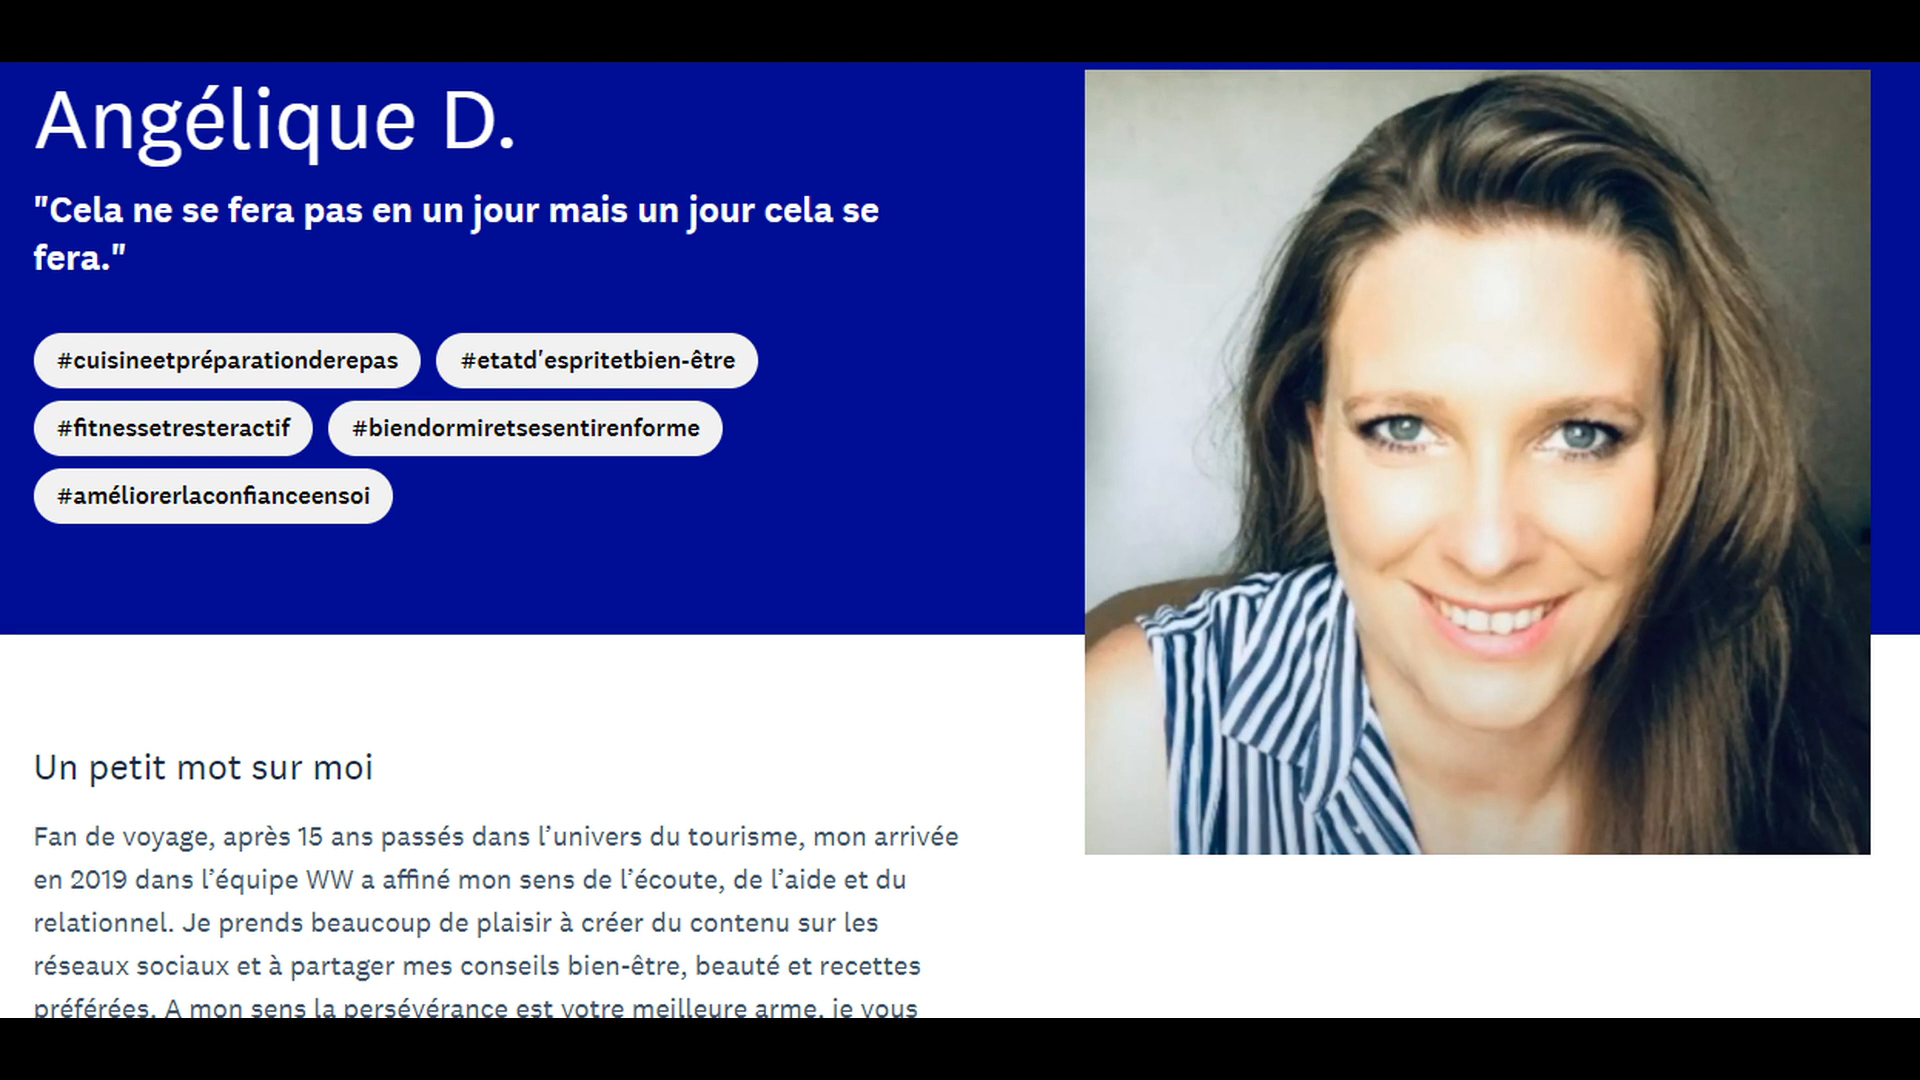 Angélique D.
"Cela ne se fera pas en un jour mais un jour cela se
fera."
#cuisineetpréparationderepas #etatd'espritetbien-être
#fitnessetresteractif #biendormiretsesentirenforme
#améliorerlaconfianceensoi
Un petit mot sur moi
Fan de voyage, après 15 ans passés dans l’univers du tourisme, mon arrivée
en 2019 dans l’équipe WW a affiné mon sens de l’écoute, de l’aide et du
relationnel. Je prends beaucoup de plaisir à créer du contenu sur les
réseaux sociaux et à partager mes conseils bien-être, beauté et recettes
préférées. A mon sens la persévérance est votre meilleure arme, je vous